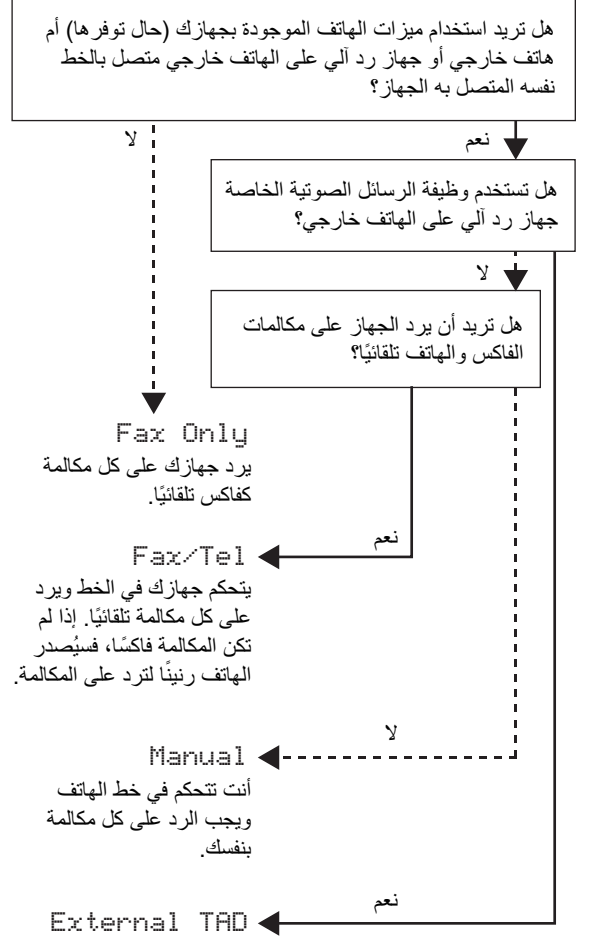 هل تريد استخدام ميزات الهاتف الموجودة بجهازك (حال توفرها) أم
هاتف خارجي أو جهاز رد آلي على الهاتف خارجي متصل بالخط
نفسه المتصل به الجهاز؟
نعم
لا
هل تستخدم وظيفة الرسائل الصوتية الخاصة
جهاز رد آلي على الهاتف خارجي؟
لا
هل تريد أن يرد الجهاز على مكالمات
الفاكس والهاتف تلقائيًا؟
Fax Only
يرد جهازك على كل مكالمة
كفاكس تلقائيًا.
نعم
Fax/Tel
يتحكم جهازك في الخط ويرد
على كل مكالمة تلقائيًا. إذا لم
تكن المكالمة فاكسًا، فسيُصدر
الهاتف رنينًا لترد على المكالمة.
لا
Manual
أنت تتحكم في خط الهاتف
ويجب الرد على كل مكالمة
بنفسك.
نعم
External TAD